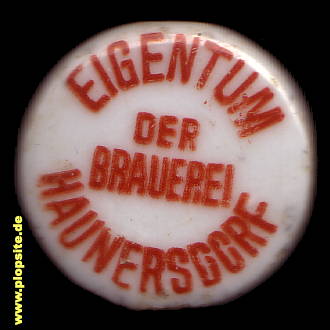 EIGENTUM
DER
BRAUEREI
HAUNERSDORF
www.plopsite.de